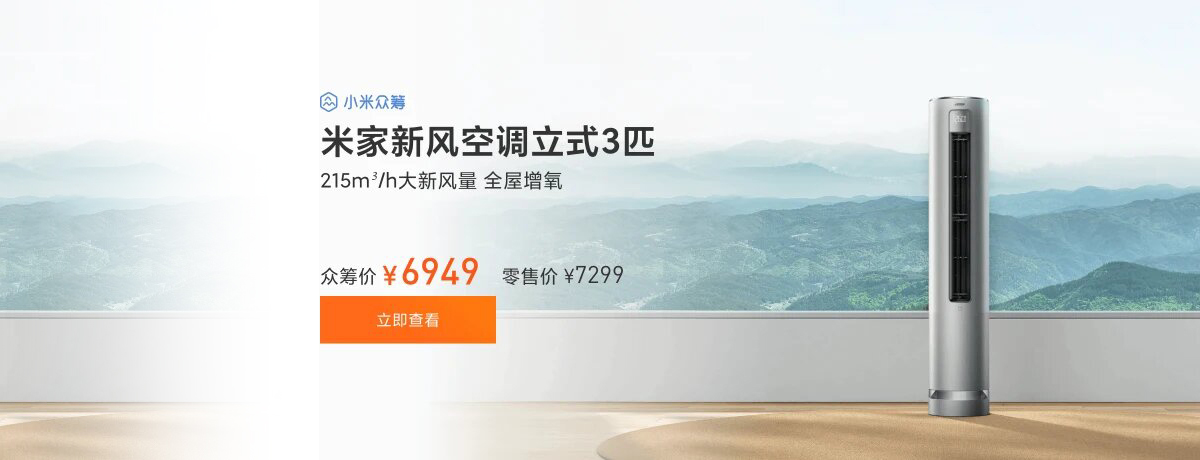 小米众筹
米家新风空调立式3匹
215m³/h大新风量 全屋增氧
众筹价 ¥6949 零售价 ¥7299
立即查看